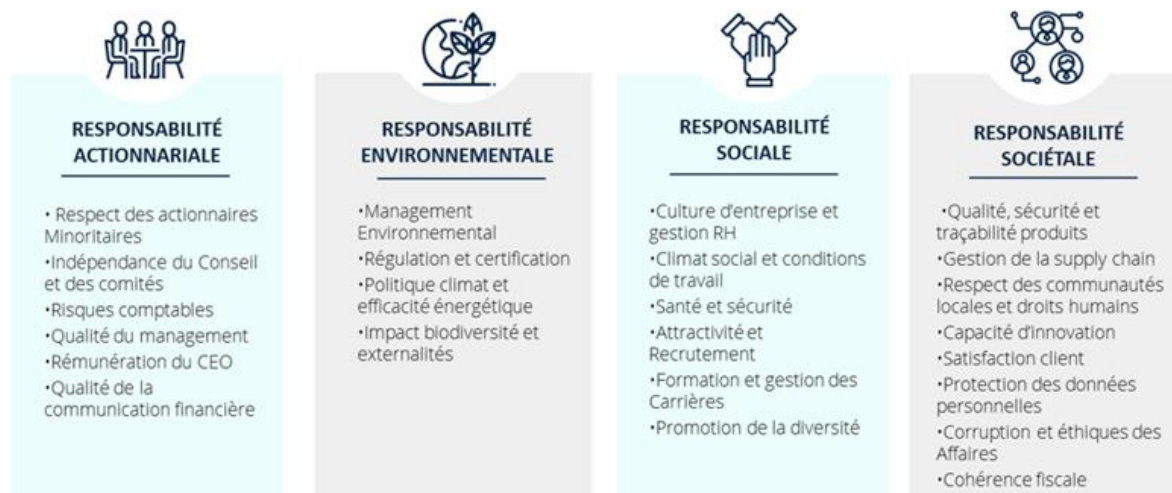 RESPONSABILITÉ
ACTIONNARIALE
• Respect des actionnaires
Minoritaires
•Indépendance du Conseil
et des comités
•Risques comptables
•Qualité du management
•Rémunération du CEO
•Qualité de la
communication financière
RESPONSABILITÉ
ENVIRONNEMENTALE
•Management
Environnemental
•Régulation et certification
•Politique climat et
efficacité énergétique
•Impact biodiversité et
externalités
RESPONSABILITÉ
SOCIALE
•Culture d'entreprise et
gestion RH
•Climat social et conditions
de travail
•Santé et sécurité
•Attractivité et
Recrutement
•Formation et gestion des
Carrières
•Promotion de la diversité
RESPONSABILITÉ
SOCIÉTALE
•Qualité, sécurité et
traçabilité produits
•Gestion de la supply chain
•Respect des communautés
locales et droits humains
•Capacité d'innovation
•Satisfaction client
•Protection des données
personnelles
•Corruption et éthiques des
Affaires
•Cohérence fiscale